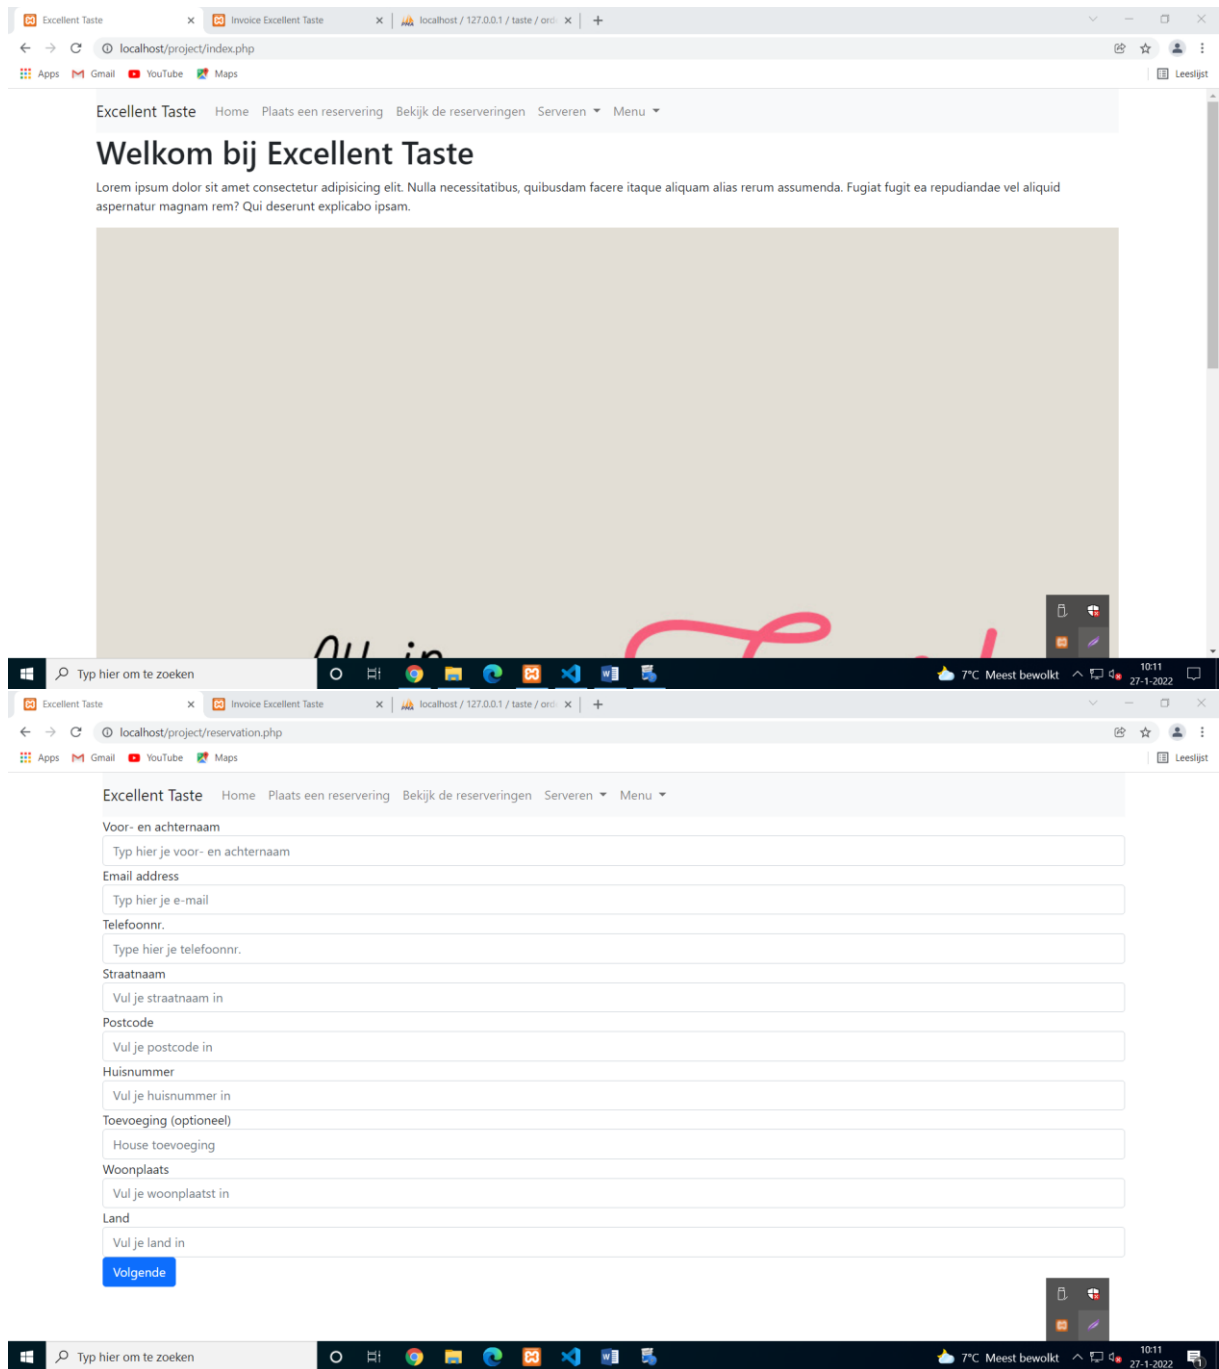 Excellent Taste
Invoice Excellent Taste
localhost / 127.0.0.1 / taste / ord
localhost/project/index.php
Apps Gmail YouTube Maps Leeslijst
Excellent Taste Home Plaats een reservering Bekijk de reserveringen Serveren Menu
Welkom bij Excellent Taste
Lorem ipsum dolor sit amet consectetur adipisicing elit. Nulla necessitatibus, quibusdam facere itaque aliquam alias rerum assumenda. Fugiat fugit ea repudiandae vel aliquid
aspernatur magnam rem? Qui deserunt explicabo ipsam.
All in
Typ hier om te zoeken 7°C Meest bewolkt 10:11
27-1-2022
Excellent Taste
Invoice Excellent Taste
localhost / 127.0.0.1 / taste / ord
localhost/project/reservation.php
Apps Gmail YouTube Maps Leeslijst
Excellent Taste Home Plaats een reservering Bekijk de reserveringen Serveren Menu
Voor- en achternaam
Typ hier je voor- en achternaam
Email address
Typ hier je e-mail
Telefoonnr.
Type hier je telefoonnr.
Straatnaam
Vul je straatnaam in
Postcode
Vul je postcode in
Huisnummer
Vul je huisnummer in
Toevoeging (optioneel)
House toevoeging
Woonplaats
Vul je woonplaatst in
Land
Vul je land in
Volgende
Typ hier om te zoeken 7°C Meest bewolkt 10:11
27-1-2022